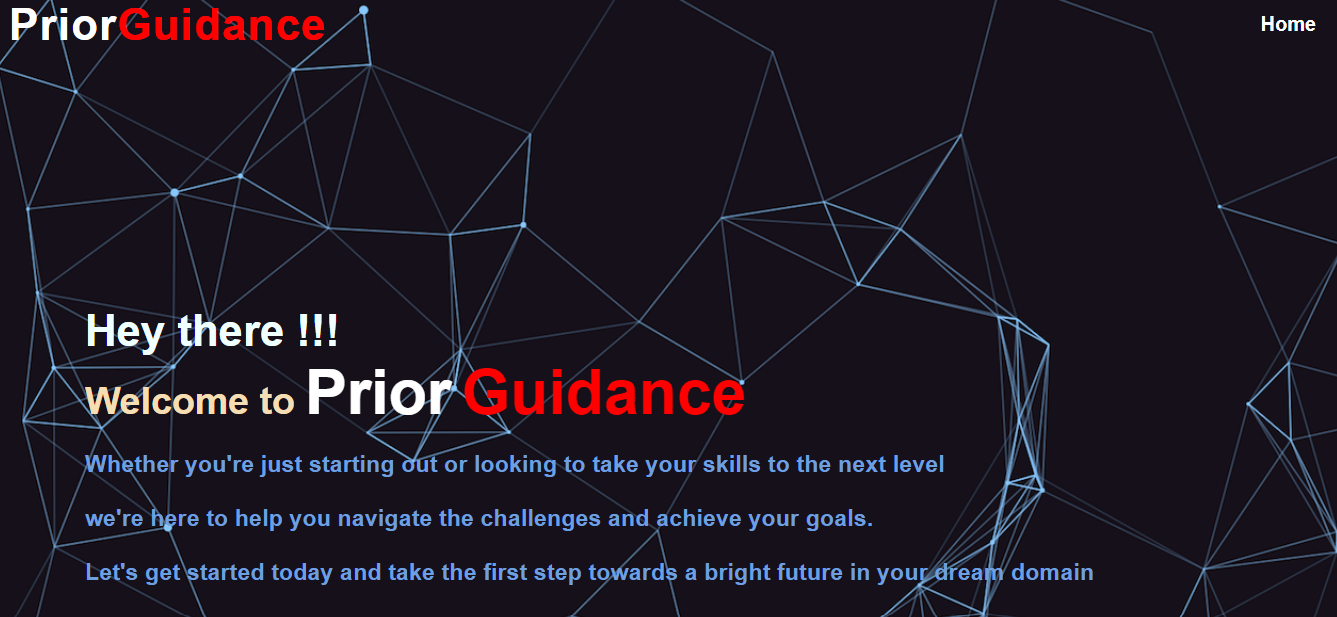 PriorGuidance
Home
Hey there !!!
Welcome to Prior Guidance
Whether you're just starting out or looking to take your skills to the next level
we're here to help you navigate the challenges and achieve your goals.
Let's get started today and take the first step towards a bright future in your dream domain